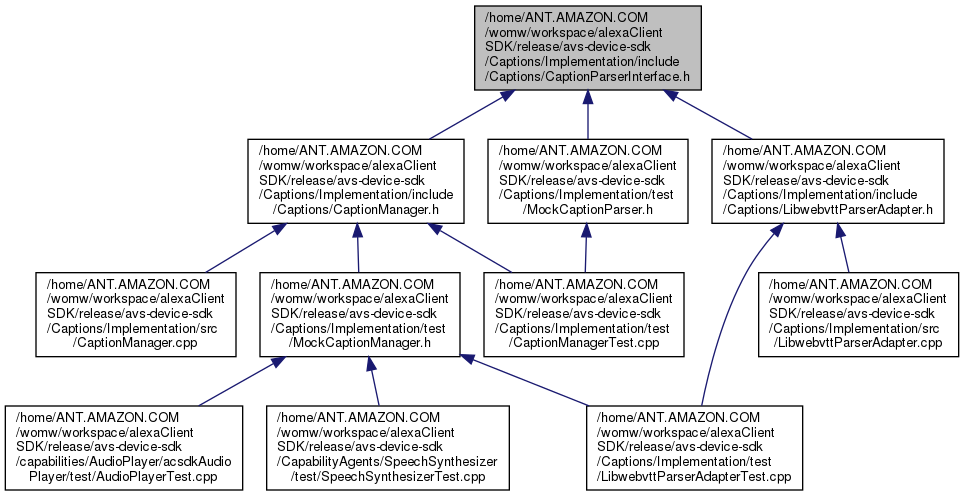 /home/ANT.AMAZON.COM
/womw/workspace/alexaClient
SDK/release/avs-device-sdk
/Captions/Implementation/include
/Captions/CaptionParserInterface.h
/home/ANT.AMAZON.COM
/womw/workspace/alexaClient
SDK/release/avs-device-sdk
/Captions/Implementation/include
/Captions/CaptionManager.h
/home/ANT.AMAZON.COM
/womw/workspace/alexaClient
SDK/release/avs-device-sdk
/Captions/Implementation/test
/MockCaptionParser.h
/home/ANT.AMAZON.COM
/womw/workspace/alexaClient
SDK/release/avs-device-sdk
/Captions/Implementation/include
/Captions/LibwebvttParserAdapter.h
/home/ANT.AMAZON.COM
/womw/workspace/alexaClient
SDK/release/avs-device-sdk
/Captions/Implementation/src
/CaptionManager.cpp
/home/ANT.AMAZON.COM
/womw/workspace/alexaClient
SDK/release/avs-device-sdk
/Captions/Implementation/test
/MockCaptionManager.h
/home/ANT.AMAZON.COM
/womw/workspace/alexaClient
SDK/release/avs-device-sdk
/Captions/Implementation/test
/CaptionManagerTest.cpp
/home/ANT.AMAZON.COM
/womw/workspace/alexaClient
SDK/release/avs-device-sdk
/Captions/Implementation/src
/LibwebvttParserAdapter.cpp
/home/ANT.AMAZON.COM
/womw/workspace/alexaClient
SDK/release/avs-device-sdk
/capabilities/AudioPlayer/acsdkAudio
Player/test/AudioPlayerTest.cpp
/home/ANT.AMAZON.COM
/womw/workspace/alexaClient
SDK/release/avs-device-sdk
/CapabilityAgents/SpeechSynthesizer
/test/SpeechSynthesizerTest.cpp
/home/ANT.AMAZON.COM
/womw/workspace/alexaClient
SDK/release/avs-device-sdk
/Captions/Implementation/test
/LibwebvttParserAdapterTest.cpp